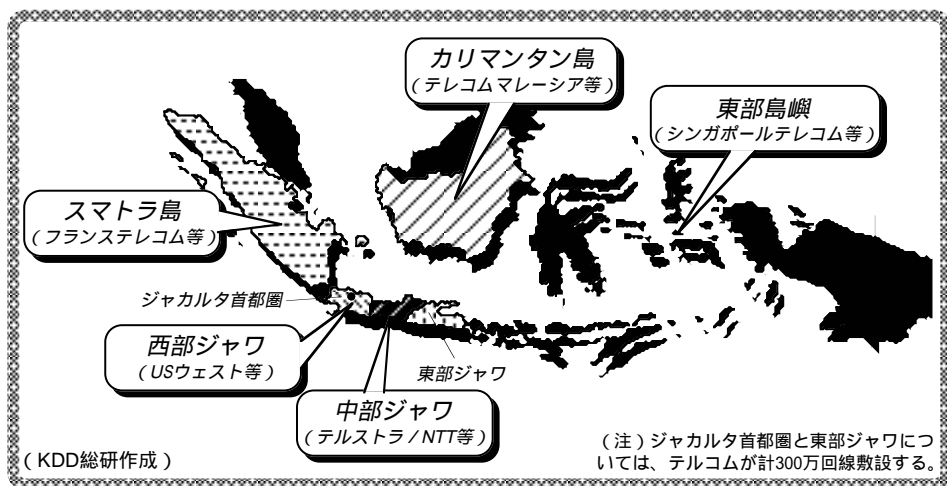 カリマンタン島
(テレコムマレーシア等)
東部島嶼
(シンガポールテレコム等)
スマトラ島
(フランステレコム等)
ジャカルタ首都圏
西部ジャワ
(USウェスト等)
東部ジャワ
中部ジャワ
(テルストラ/NTT等)
(KDD総研作成)
(注)ジャカルタ首都圏と東部ジャワにつ
いては、テルコムが計300万回線敷設する。